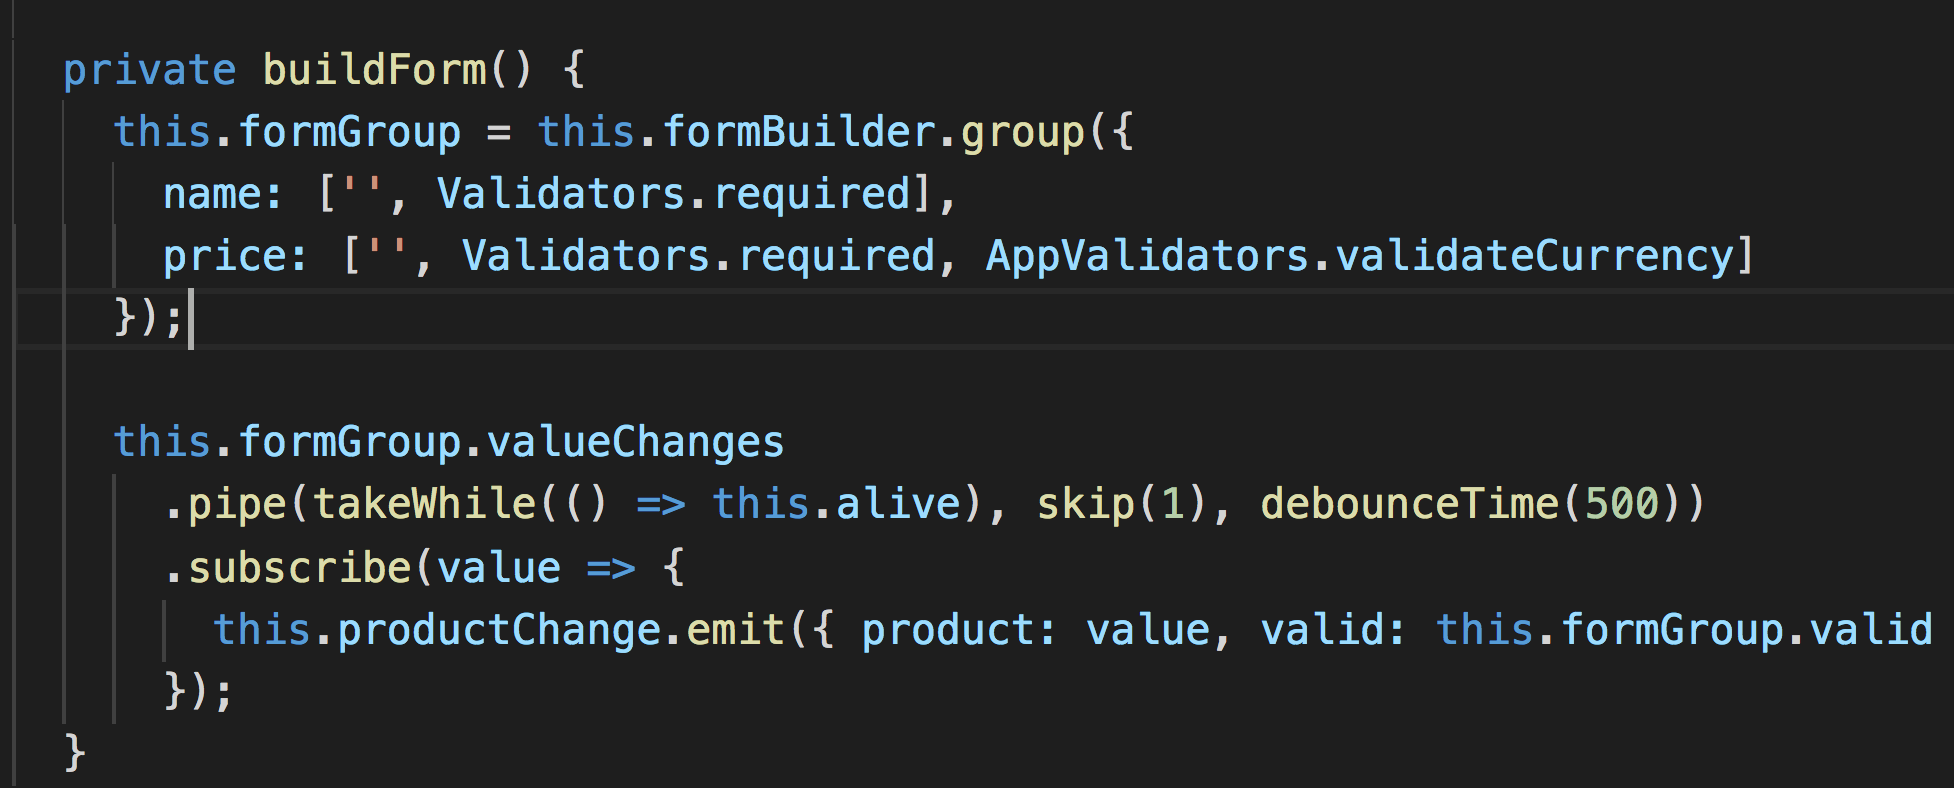 private buildForm() {
this.formGroup = this.formBuilder.group({
name: ['', Validators.required],
price: ['', Validators.required, AppValidators.validateCurrency]
});
this.formGroup.valueChanges
.pipe(takeWhile(() => this.alive), skip(1), debounceTime(500))
.subscribe(value => {
this.productChange.emit({ product: value, valid: this.formGroup.valid
});
}